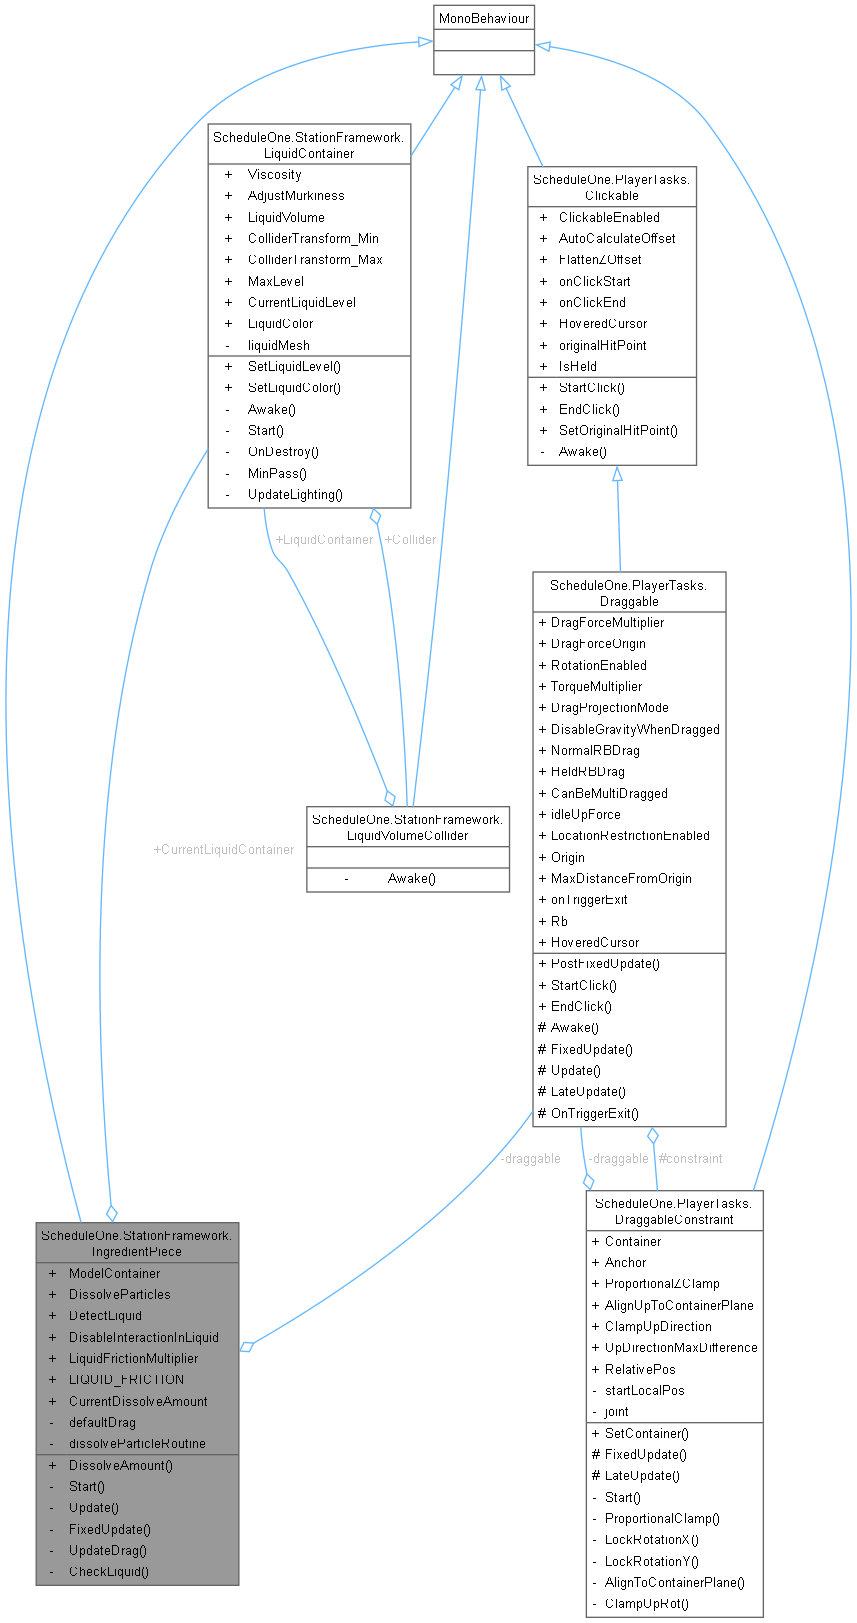 MonoBehaviour
ScheduleOne.StationFramework.
LiquidContainer
+ Viscosity
+ AdjustMurkiness
+ LiquidVolume
+ ColliderTransform_Min
+ ColliderTransform_Max
+ MaxLevel
+ CurrentLiquidLevel
+ LiquidColor
- liquidMesh
+ SetLiquidLevel()
+ SetLiquidColor()
- Awake()
- Start()
- OnDestroy()
- MinPass()
- UpdateLighting()
ScheduleOne.PlayerTasks.
Clickable
+ ClickableEnabled
+ AutoCalculateOffset
+ FlattenZOffset
+ onClickStart
+ onClickEnd
+ HoveredCursor
+ originalHitPoint
+ IsHeld
+ StartClick()
+ EndClick()
+ SetOriginalHitPoint()
- Awake()
+LiquidContainer
+Collider
ScheduleOne.PlayerTasks.
Draggable
+ DragForceMultiplier
+ DragForceOrigin
+ RotationEnabled
+ TorqueMultiplier
+ DragProjectionMode
+ DisableGravityWhenDragged
+ NormalRBDrag
+ HeldRBDrag
+ CanBeMultiDragged
+ idleUpForce
+ LocationRestrictionEnabled
+ Origin
+ MaxDistanceFromOrigin
+ onTriggerExit
+ Rb
+ HoveredCursor
+ PostFixedUpdate()
+ StartClick()
+ EndClick()
# Awake()
# FixedUpdate()
# Update()
# LateUpdate()
# OnTriggerExit()
ScheduleOne.StationFramework.
LiquidVolumeCollider
- Awake()
+CurrentLiquidContainer
-draggable
-draggable
#constraint
ScheduleOne.StationFramework.
IngredientPiece
+ ModelContainer
+ DissolveParticles
+ DetectLiquid
+ DisableInteractionInLiquid
+ LiquidFrictionMultiplier
+ LIQUID_FRICTION
+ CurrentDissolveAmount
- defaultDrag
- dissolveParticleRoutine
+ DissolveAmount()
- Start()
- Update()
- FixedUpdate()
- UpdateDrag()
- CheckLiquid()
ScheduleOne.PlayerTasks.
DraggableConstraint
+ Container
+ Anchor
+ ProportionalZClamp
+ AlignUpToContainerPlane
+ ClampUpDirection
+ UpDirectionMaxDifference
+ RelativePos
- startLocalPos
- joint
+ SetContainer()
# FixedUpdate()
# LateUpdate()
- Start()
- ProportionalClamp()
- LockRotationX()
- LockRotationY()
- AlignToContainerPlane()
- ClampUpRot()